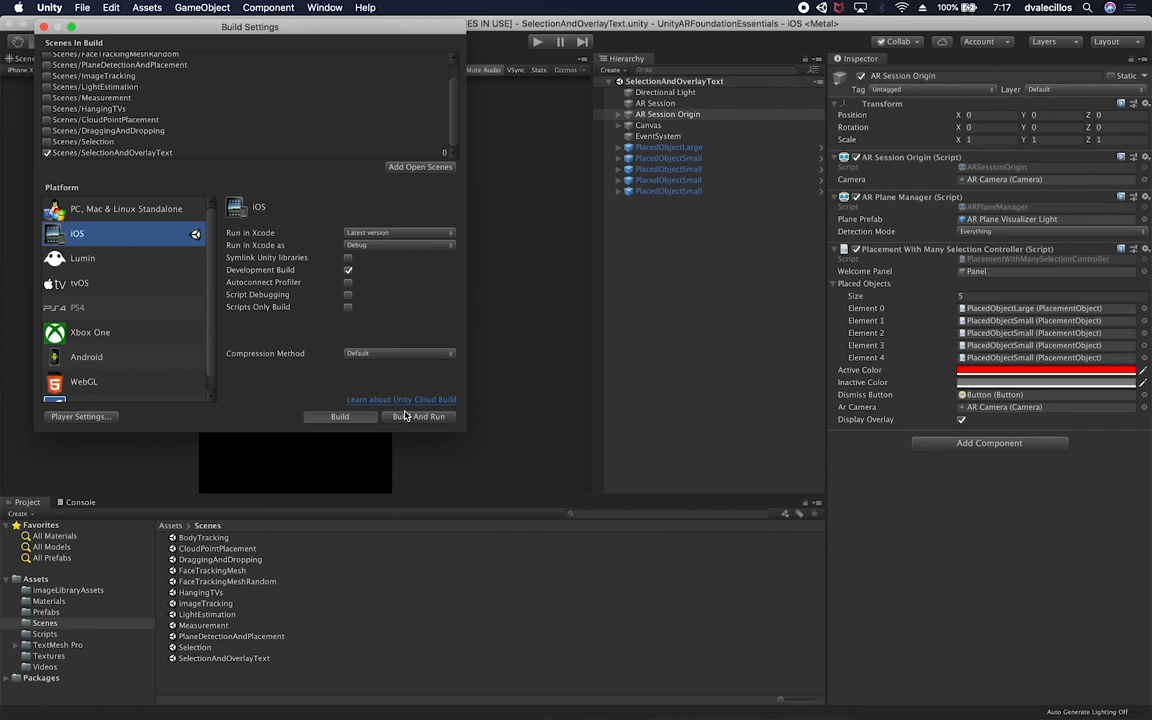 Unity File Edit Assets GameObject Component Window Help
100% 7:17 dvalecillos
ES IN USE] - SelectionAndOverlayText.unity - UnityARFoundationEssentials - iOS <Metal>
Build Settings
Scenes In Build
Scenes/FaceTrackingMeshRandom
Scenes/PlaneDetectionAndPlacement
Scenes/ImageTracking
Scenes/LightEstimation
Scenes/Measurement
Scenes/HangingTVs
Scenes/CloudPointPlacement
Scenes/DraggingAndDropping
Scenes/Selection
Scenes/SelectionAndOverlayText 0
Add Open Scenes
Platform
PC, Mac & Linux Standalone
iOS
Lumin
tvOS
PS4
Xbox One
Android
WebGL
iOS
Run in Xcode Latest version
Run in Xcode as Debug
Symlink Unity libraries
Development Build
Autoconnect Profiler
Script Debugging
Scripts Only Build
Compression Method Default
Learn about Unity Cloud Build
Player Settings... Build Build And Run
Scene
iPhone X
Mute Audio VSync Stats Gizmos
Collab Account Layers Layout
Hierarchy
Create All
SelectionAndOverlayText
Directional Light
AR Session
AR Session Origin
Canvas
EventSystem
PlacedObjectLarge
PlacedObjectSmall
PlacedObjectSmall
PlacedObjectSmall
PlacedObjectSmall
Inspector
AR Session Origin Static
Tag Untagged Layer Default
Transform
Position X 0 Y 0 Z 0
Rotation X 0 Y 0 Z 0
Scale X 1 Y 1 Z 1
AR Session Origin (Script)
Script ARSessionOrigin
Camera AR Camera (Camera)
AR Plane Manager (Script)
Script ARPlaneManager
Plane Prefab AR Plane Visualizer Light
Detection Mode Everything
Placement With Many Selection Controller (Script)
Script PlacementWithManySelectionController
Welcome Panel Panel
Placed Objects
Size 5
Element 0 PlacedObjectLarge (PlacementObject)
Element 1 PlacedObjectSmall (PlacementObject)
Element 2 PlacedObjectSmall (PlacementObject)
Element 3 PlacedObjectSmall (PlacementObject)
Element 4 PlacedObjectSmall (PlacementObject)
Active Color
Inactive Color
Dismiss Button Button (Button)
Ar Camera AR Camera (Camera)
Display Overlay
Add Component
Project Console
Create
Favorites
All Materials
All Models
All Prefabs
Assets
ImageLibraryAssets
Materials
Prefabs
Scenes
Scripts
TextMesh Pro
Textures
Videos
Packages
Assets > Scenes
BodyTracking
CloudPointPlacement
DraggingAndDropping
FaceTrackingMesh
FaceTrackingMeshRandom
HangingTVs
ImageTracking
LightEstimation
Measurement
PlaneDetectionAndPlacement
Selection
SelectionAndOverlayText
Auto Generate Lighting Off